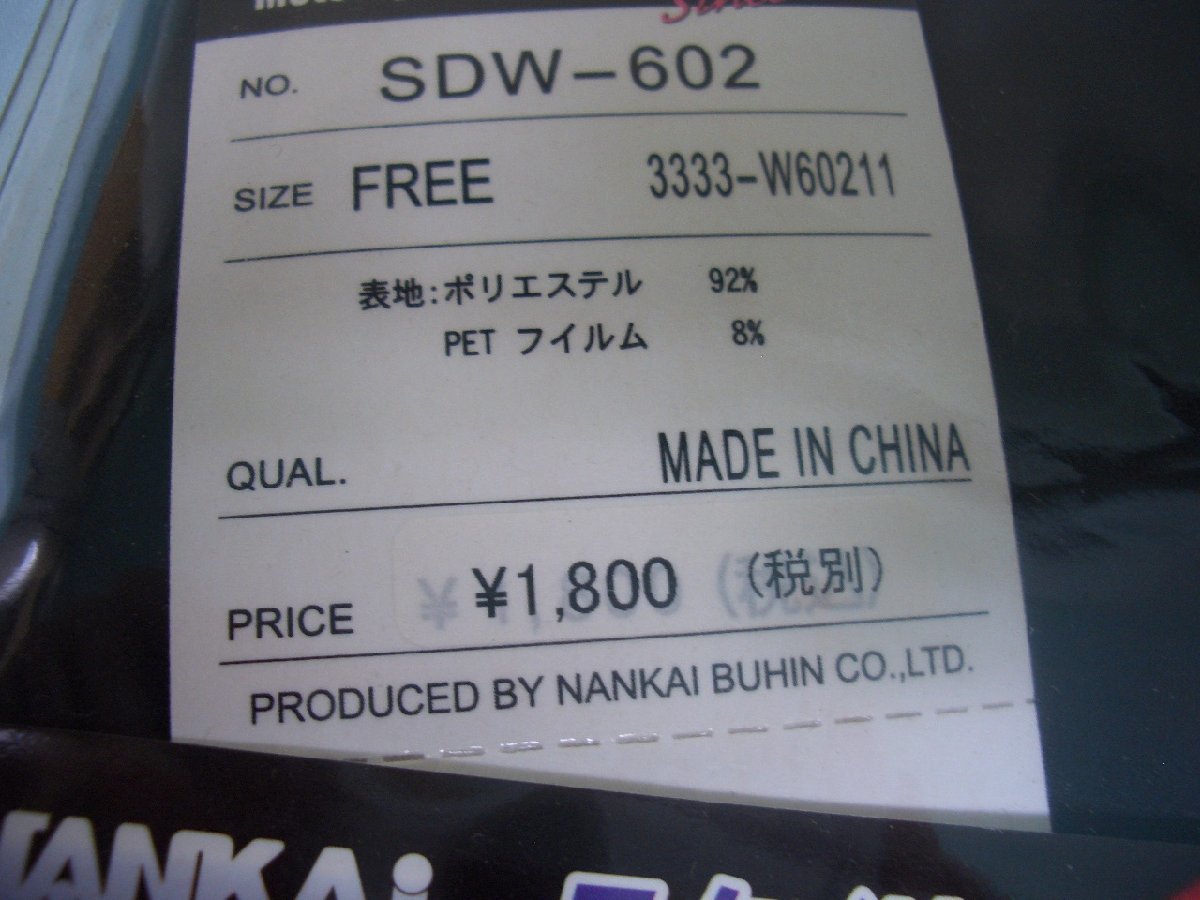 NO. SDW-602
SIZE FREE 3333-W60211
表地:ポリエステル 92%
PET フイルム 8%
QUAL. MADE IN CHINA
PRICE ¥1,800 (税別)
PRODUCED BY NANKAI BUHIN CO.,LTD.
NANKAi